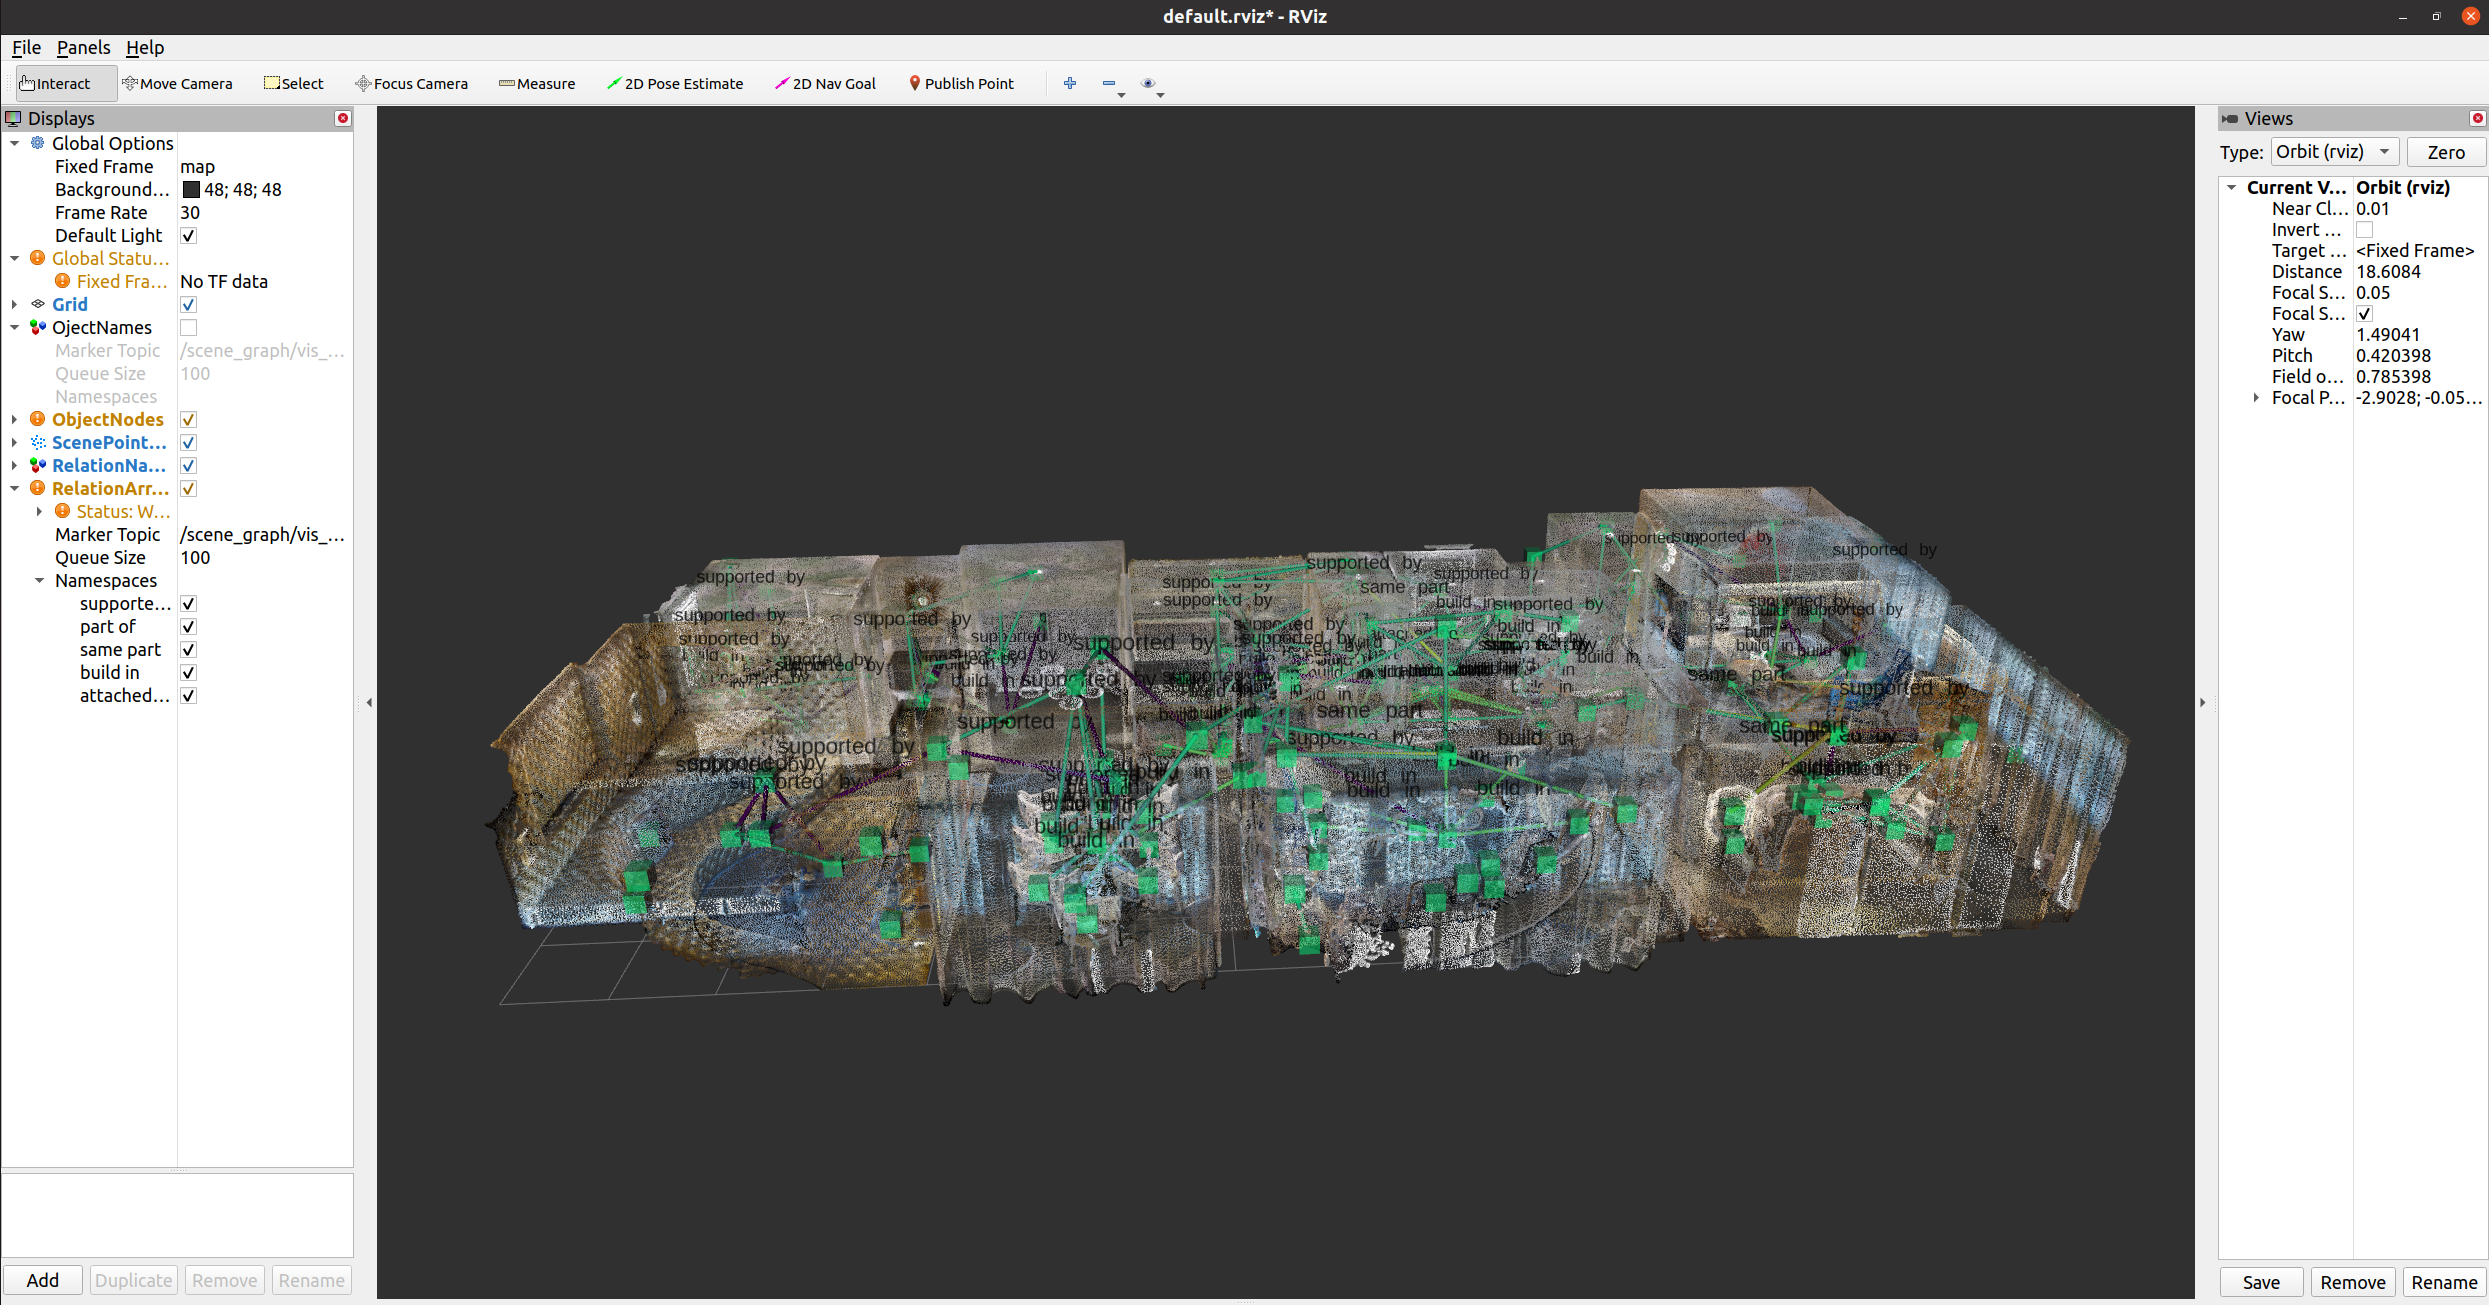 default.rviz* - RViz
File Panels Help
Interact Move Camera Select Focus Camera Measure 2D Pose Estimate 2D Nav Goal Publish Point
Displays
Global Options
Fixed Frame map
Background... 48; 48; 48
Frame Rate 30
Default Light
Global Statu...
Fixed Fra... No TF data
Grid
OjectNames
Marker Topic /scene_graph/vis_...
Queue Size 100
Namespaces
ObjectNodes
ScenePoint...
RelationNa...
RelationArr...
Status: W...
Marker Topic /scene_graph/vis_...
Queue Size 100
Namespaces
supporte...
part of
same part
build in
attached...
Add Duplicate Remove Rename
supported by
supported by
supported by
supported by
supported by
same part
supported by
build in
supported by
supported by
supported by
build in
build in
supported by
supported by
same part
supported by
build in
same part
supported by
supported by
build in
build in
build in
build in
build in
build in
Views
Type: Orbit (rviz) Zero
Current V... Orbit (rviz)
Near Cl... 0.01
Invert ...
Target ... <Fixed Frame>
Distance 18.6084
Focal S... 0.05
Focal S...
Yaw 1.49041
Pitch 0.420398
Field o... 0.785398
Focal P... -2.9028; -0.05...
Save Remove Rename